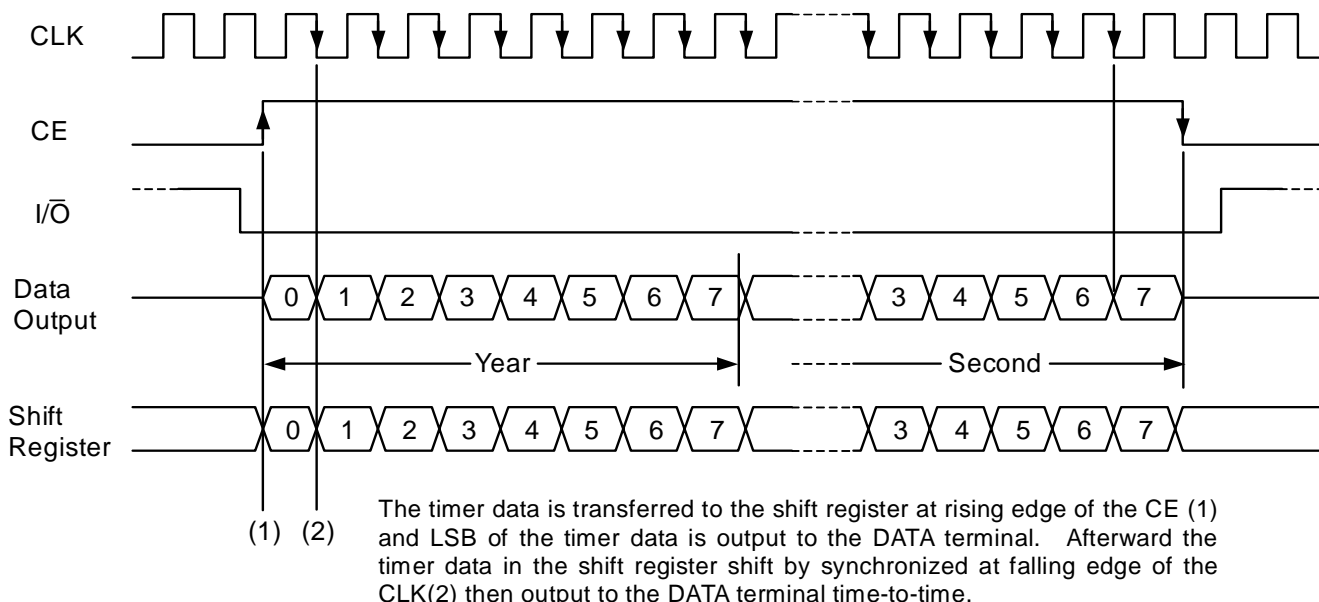 CLK
CE
I/O̅
Data Output
0 1 2 3 4 5 6 7 3 4 5 6 7
Year Second
Shift Register
0 1 2 3 4 5 6 7 3 4 5 6 7
(1) (2)
The timer data is transferred to the shift register at rising edge of the CE (1)
and LSB of the timer data is output to the DATA terminal. Afterward the
timer data in the shift register shift by synchronized at falling edge of the
CLK(2) then output to the DATA terminal time-to-time.